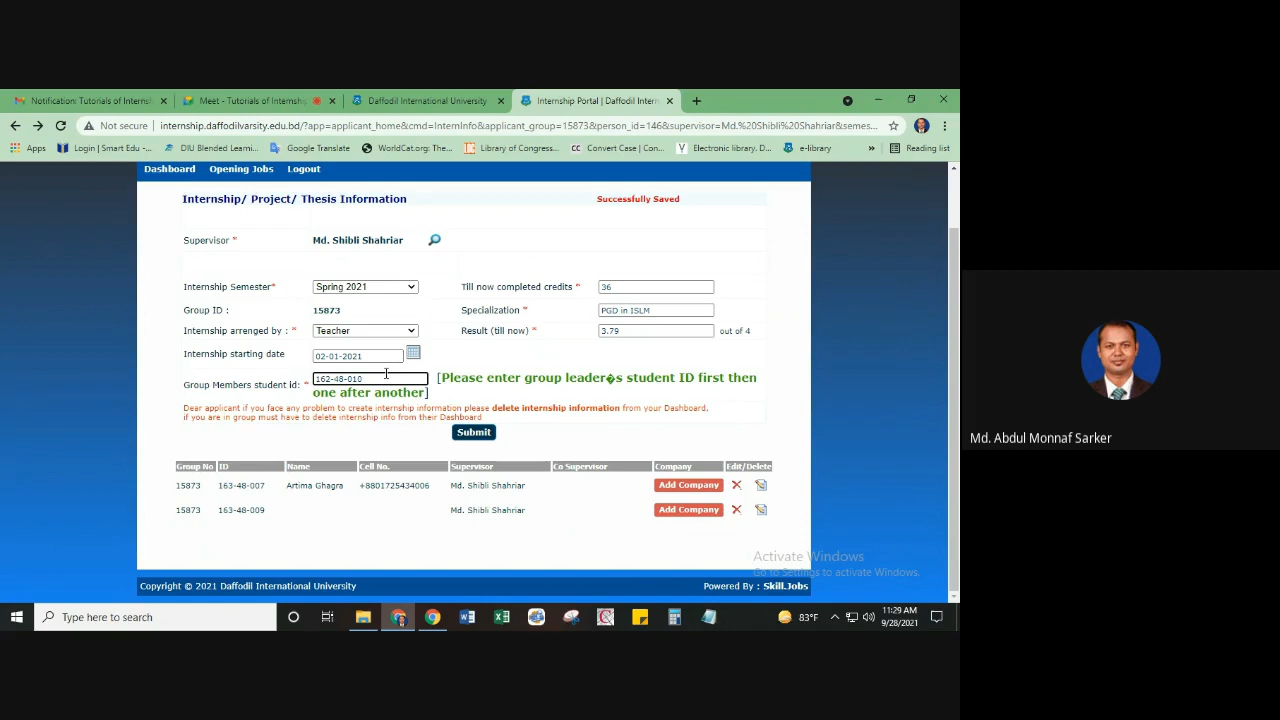 Notification: Tutorials of Internsh
Meet - Tutorials of Internship
Daffodil International University
Internship Portal | Daffodil Intern
Not secure
internship.daffodilvarsity.edu.bd/?app=applicant_home&cmd=InternInfo&applicant_group=15873&person_id=146&supervisor=Md.%20Shibli%20Shahriar&semes...
Apps
Login | Smart Edu -...
DIU Blended Learni...
Google Translate
WorldCat.org: The...
Library of Congress...
Convert Case | Con...
Electronic library. D...
e-library
»
Reading list
Dashboard
Opening Jobs
Logout
Internship/ Project/ Thesis Information
Successfully Saved
Supervisor *
Md. Shibli Shahriar
Internship Semester*
Spring 2021
Till now completed credits *
36
Group ID :
15873
Specialization *
PGD in ISLM
Internship arranged by : *
Teacher
Result (till now) *
3.79
out of 4
Internship starting date
02-01-2021
Group Members student id: *
162-48-010
[Please enter group leader�s student ID first then
one after another]
Dear applicant if you face any problem to create internship information please delete internship information from your Dashboard,
if you are in group must have to delete internship info from their Dashboard
Submit
Group No ID Name Cell No. Supervisor Co Supervisor Company Edit/Delete
15873 163-48-007 Artima Ghagra +8801725434006 Md. Shibli Shahriar Add Company
15873 163-48-009 Md. Shibli Shahriar Add Company
Activate Windows
Go to Settings to activate Windows.
Copyright © 2021 Daffodil International University
Powered By : Skill.Jobs
Type here to search
83°F
11:29 AM
9/28/2021
Md. Abdul Monnaf Sarker